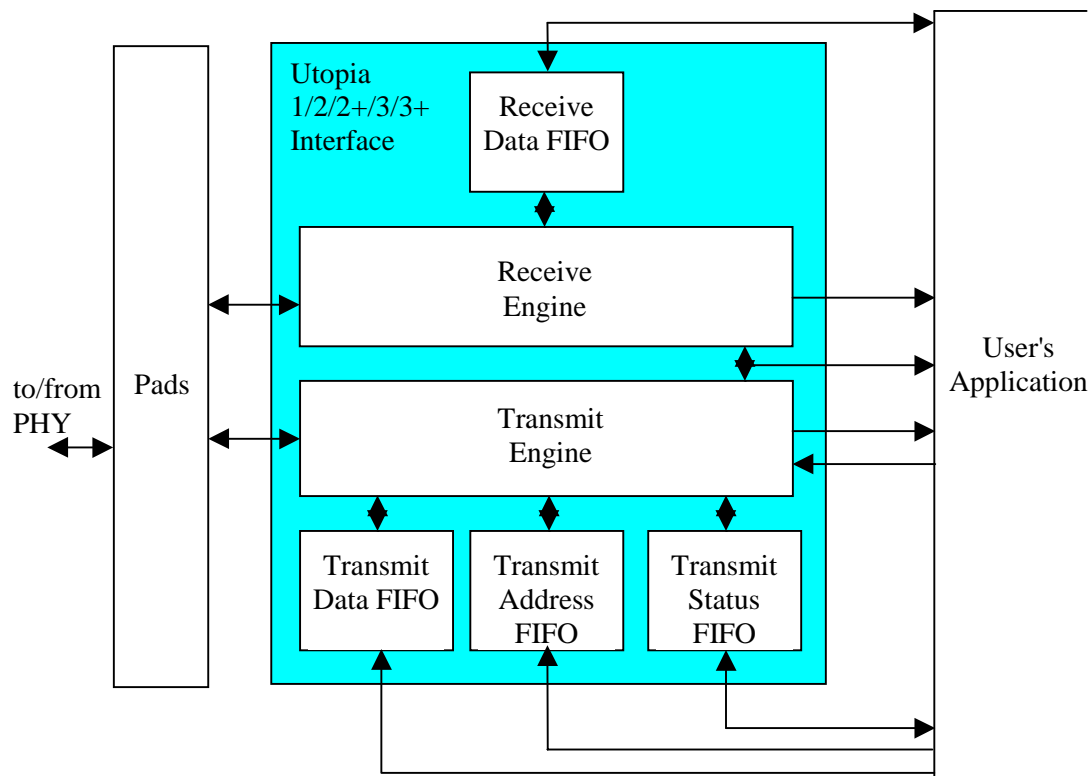 Utopia
1/2/2+/3/3+
Interface
Receive
Data FIFO
Receive
Engine
User's
Application
to/from
PHY
Pads
Transmit
Engine
Transmit
Data FIFO
Transmit
Address
FIFO
Transmit
Status
FIFO